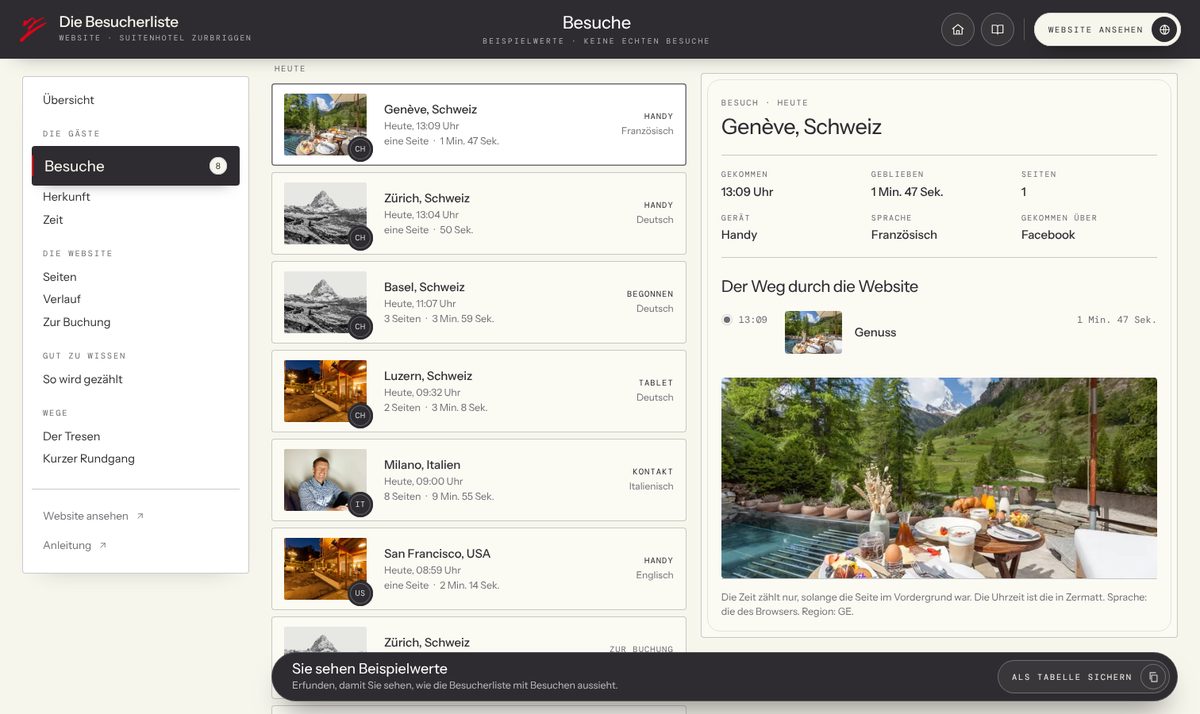 Die Besucherliste
WEBSITE · SUITENHOTEL ZURBRIGGEN
Besuche
BEISPIELWERTE · KEINE ECHTEN BESUCHE
WEBSITE ANSEHEN
Übersicht
DIE GÄSTE
Besuche
8
Herkunft
Zeit
DIE WEBSITE
Seiten
Verlauf
Zur Buchung
GUT ZU WISSEN
So wird gezählt
WEGE
Der Tresen
Kurzer Rundgang
Website ansehen ↗
Anleitung ↗
HEUTE
Genève, Schweiz
Heute, 13:09 Uhr
eine Seite · 1 Min. 47 Sek.
CH
HANDY
Französisch
Zürich, Schweiz
Heute, 13:04 Uhr
eine Seite · 50 Sek.
CH
HANDY
Deutsch
Basel, Schweiz
Heute, 11:07 Uhr
3 Seiten · 3 Min. 59 Sek.
CH
BEGONNEN
Deutsch
Luzern, Schweiz
Heute, 09:32 Uhr
2 Seiten · 3 Min. 8 Sek.
CH
TABLET
Deutsch
Milano, Italien
Heute, 09:00 Uhr
8 Seiten · 9 Min. 55 Sek.
IT
KONTAKT
Italienisch
San Francisco, USA
Heute, 08:59 Uhr
eine Seite · 2 Min. 14 Sek.
US
HANDY
Englisch
Zürich, Schweiz
ZUR BUCHUNG
BESUCH · HEUTE
Genève, Schweiz
GEKOMMEN
13:09 Uhr
GEBLIEBEN
1 Min. 47 Sek.
SEITEN
1
GERÄT
Handy
SPRACHE
Französisch
GEKOMMEN ÜBER
Facebook
Der Weg durch die Website
13:09
Genuss
1 Min. 47 Sek.
Die Zeit zählt nur, solange die Seite im Vordergrund war. Die Uhrzeit ist die in Zermatt. Sprache:
die des Browsers. Region: GE.
Sie sehen Beispielwerte
Erfunden, damit Sie sehen, wie die Besucherliste mit Besuchen aussieht.
ALS TABELLE SICHERN